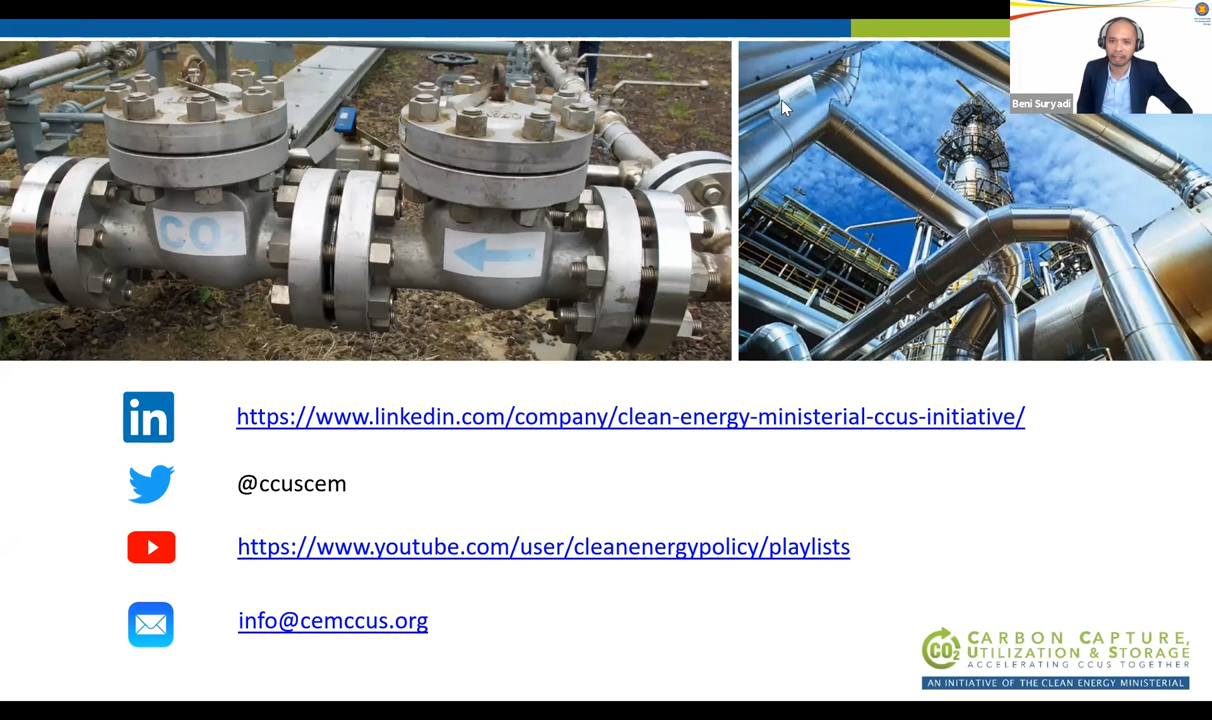 Beni Suryadi
CO₂
in
https://www.linkedin.com/company/clean-energy-ministerial-ccus-initiative/
@ccuscem
https://www.youtube.com/user/cleanenergypolicy/playlists
info@cemccus.org
CO₂
CARBON CAPTURE,
UTILIZATION & STORAGE
ACCELERATING CCUS TOGETHER
AN INITIATIVE OF THE CLEAN ENERGY MINISTERIAL